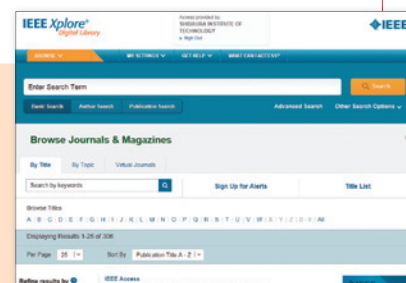 IEEE Xplore®
Digital Library
Access provided by:
SHIBAURA INSTITUTE OF
TECHNOLOGY
Sign Out
IEEE
BROWSE
MY SETTINGS
GET HELP
WHAT CAN I ACCESS?
Enter Search Term
Search
Basic Search
Author Search
Publication Search
Advanced Search
Other Search Options
Browse Journals & Magazines
By Title
By Topic
Virtual Journals
Search by keywords
Sign Up for Alerts
Title List
Browse Titles
A | B | C | D | E | F | G | H | I | J | K | L | M | N | O | P | Q | R | S | T | U | V | W | X | Y | Z | All
Displaying Results 1-25 of 306
Per Page 25
Sort By Publication Title A - Z
Refine results by
IEEE Access